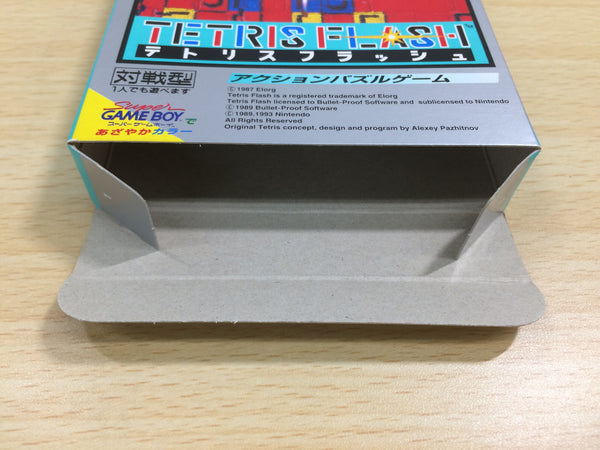 TETRIS FLASH™
テトリスフラッシュ
対戦型
1人でも遊べます
アクションパズルゲーム
Super
GAME BOY で
スーパーゲームボーイ
あざやかカラー
©1987 Elorg
Tetris Flash is a registered trademark of Elorg
Tetris Flash licensed to Bullet-Proof Software and sublicensed to Nintendo
©1989 Bullet-Proof Software
©1989,1993 Nintendo
All Rights Reserved
Original Tetris concept, design and program by Alexey Pazhitnov